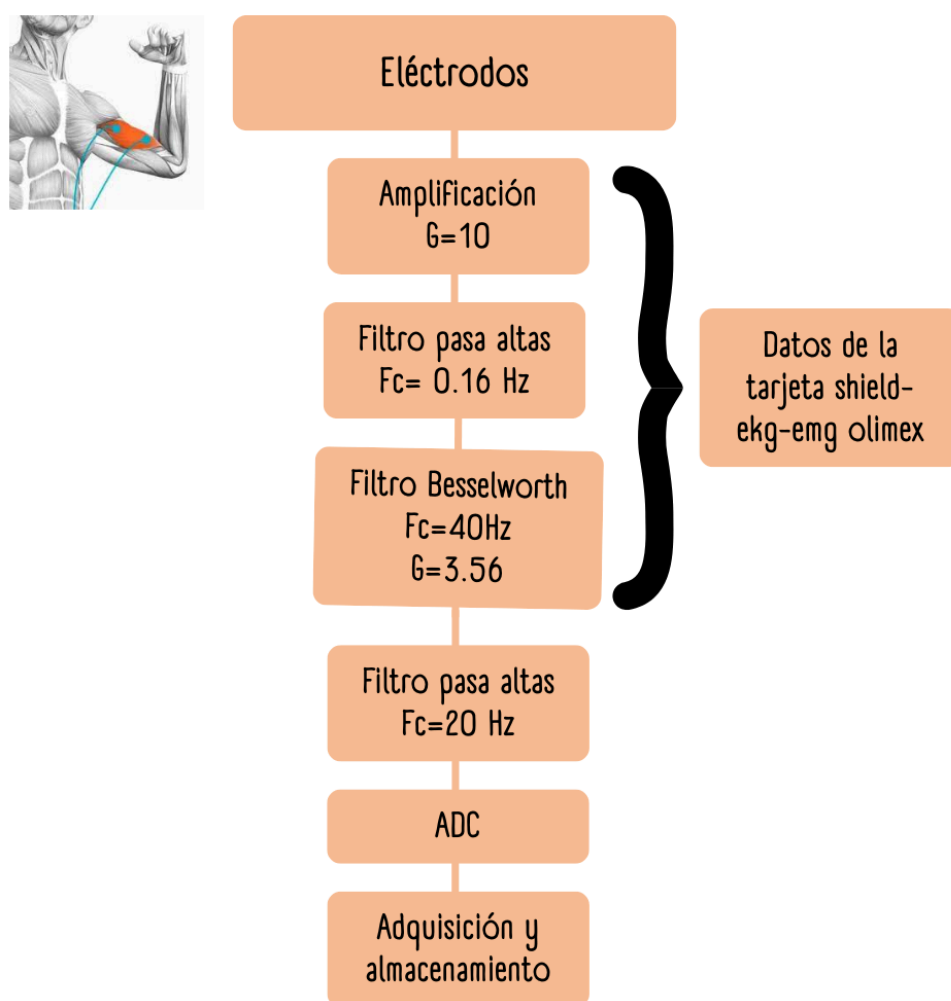 Eléctrodos
Amplificación
G=10
Filtro pasa altas
Fc= 0.16 Hz
Filtro Besselworth
Fc=40Hz
G=3.56
Datos de la
tarjeta shield-
ekg-emg olimex
Filtro pasa altas
Fc=20 Hz
ADC
Adquisición y
almacenamiento